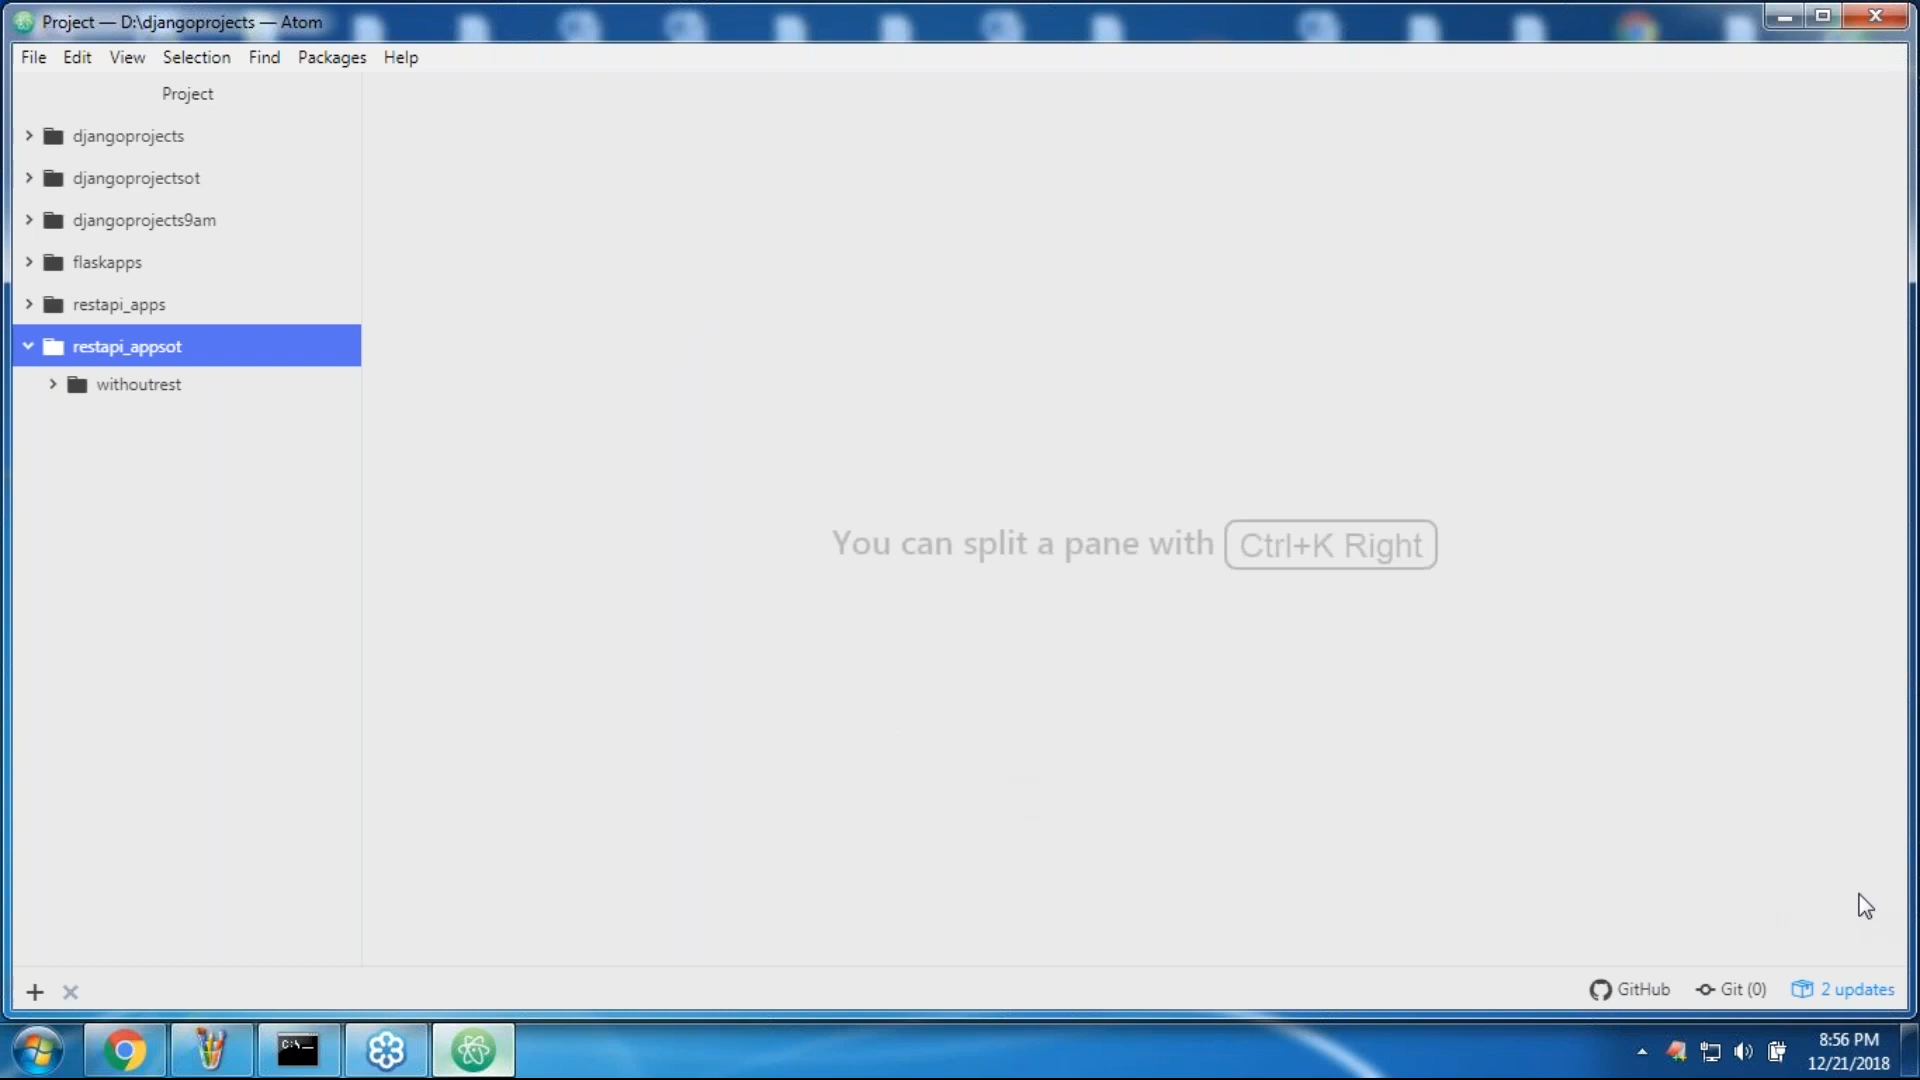 Project — D:\djangoprojects — Atom
File Edit View Selection Find Packages Help
Project
djangoprojects
djangoprojectsot
djangoprojects9am
flaskapps
restapi_apps
restapi_appsot
withoutrest
You can split a pane with Ctrl+K Right
GitHub Git (0) 2 updates
C:\_
8:56 PM
12/21/2018